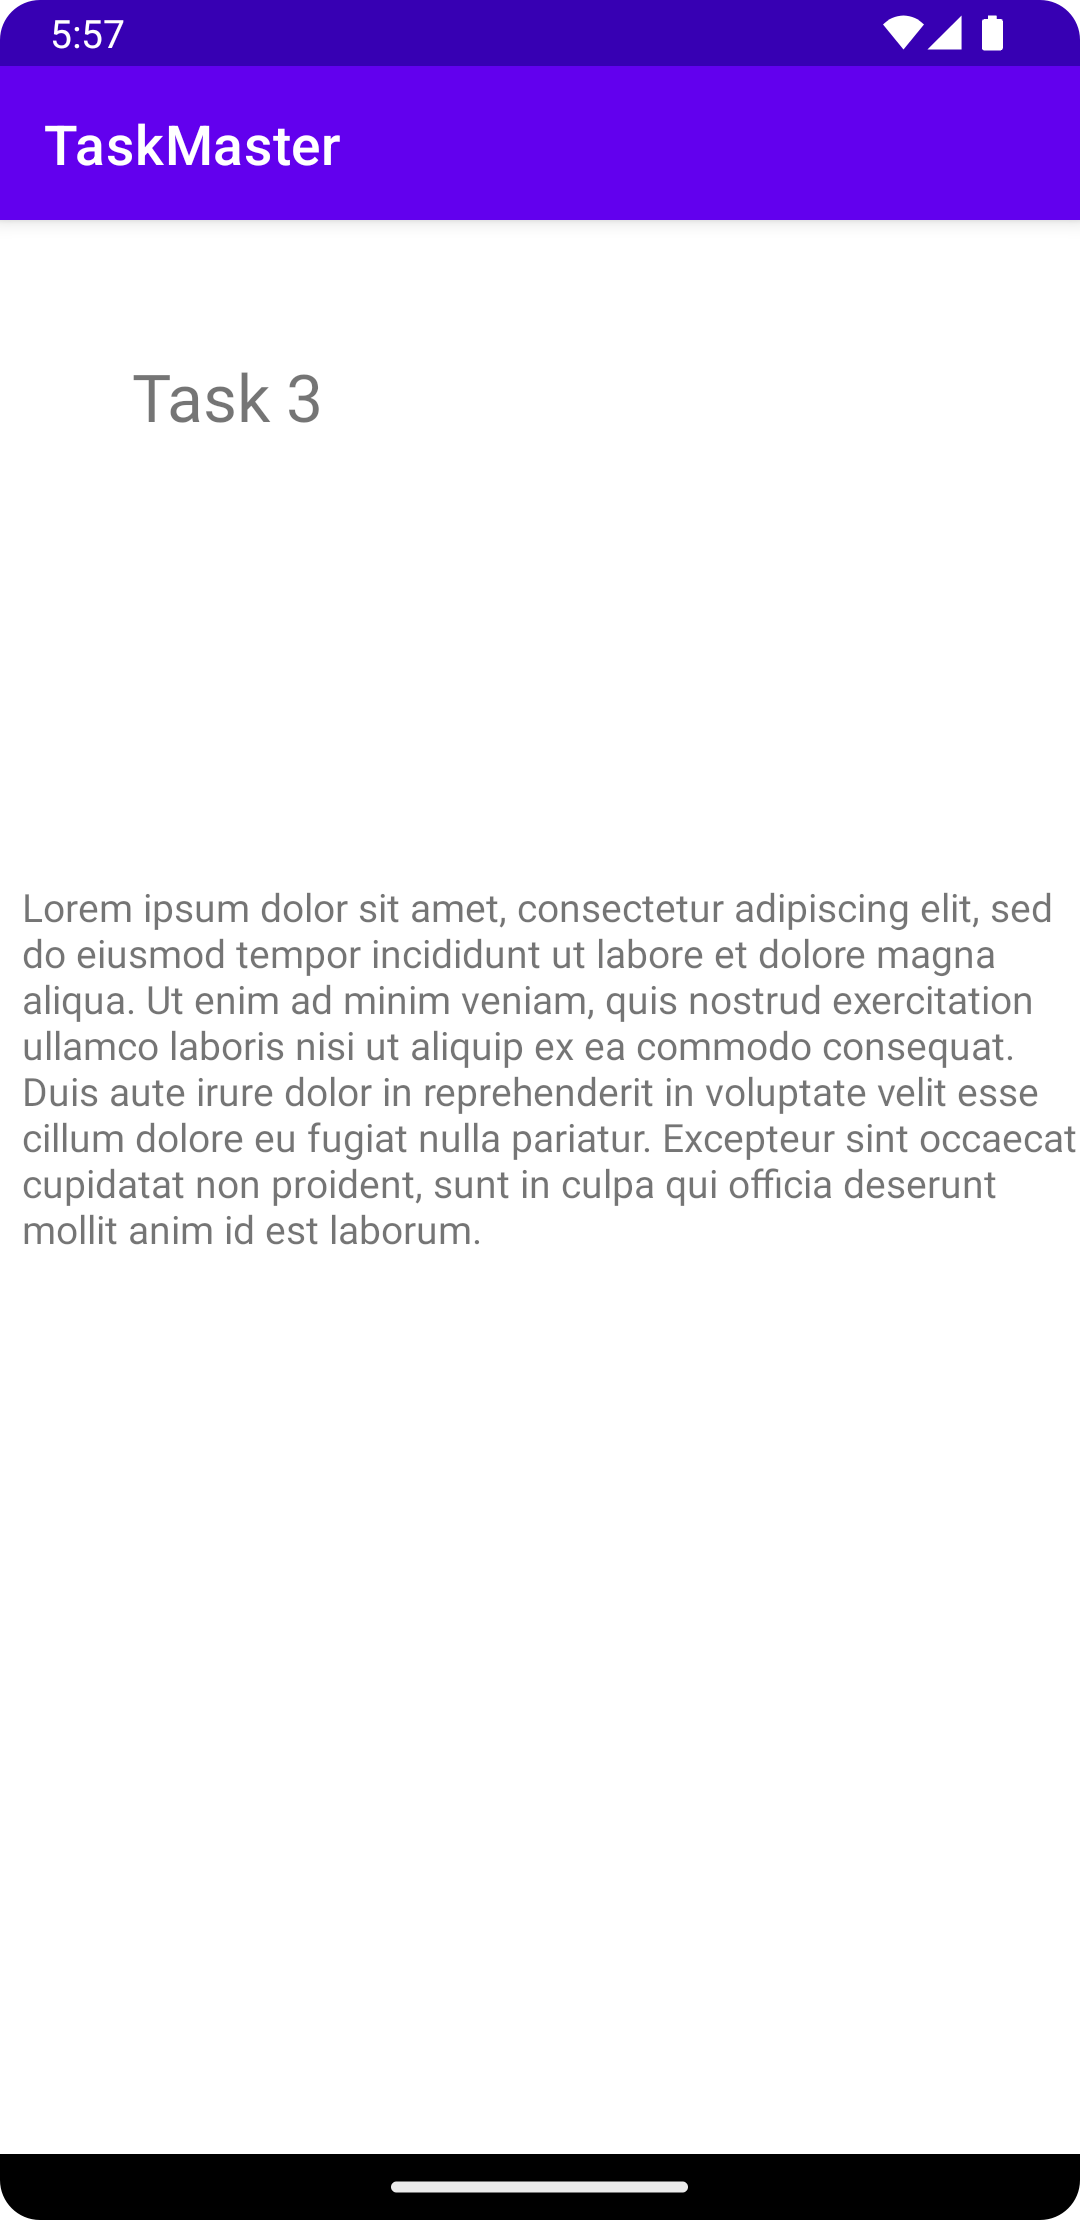 5:57
TaskMaster
Task 3
Lorem ipsum dolor sit amet, consectetur adipiscing elit, sed
do eiusmod tempor incididunt ut labore et dolore magna
aliqua. Ut enim ad minim veniam, quis nostrud exercitation
ullamco laboris nisi ut aliquip ex ea commodo consequat.
Duis aute irure dolor in reprehenderit in voluptate velit esse
cillum dolore eu fugiat nulla pariatur. Excepteur sint occaecat
cupidatat non proident, sunt in culpa qui officia deserunt
mollit anim id est laborum.